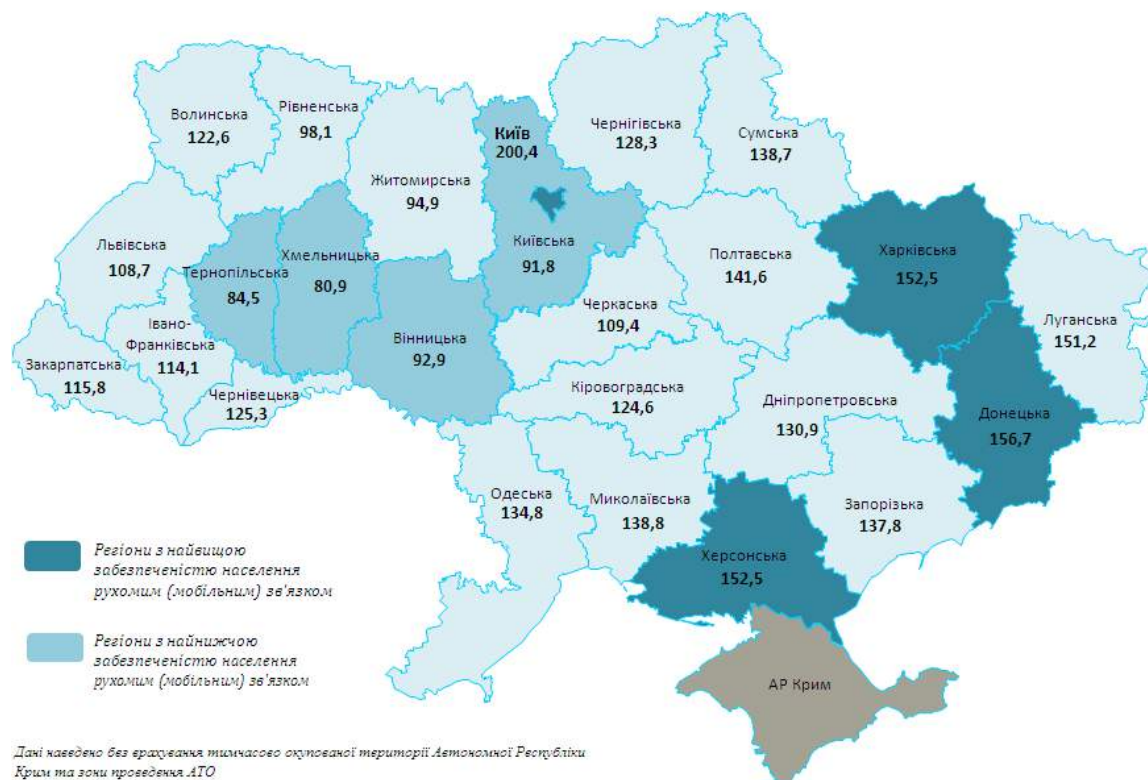 Волинська
122,6
Рівненська
98,1
Київ
200,4
Чернігівська
128,3
Сумська
138,7
Житомирська
94,9
Львівська
108,7
Тернопільська
84,5
Хмельницька
80,9
Київська
91,8
Полтавська
141,6
Харківська
152,5
Луганська
151,2
Черкаська
109,4
Івано-
Франківська
114,1
Закарпатська
115,8
Чернівецька
125,3
Вінницька
92,9
Кіровоградська
124,6
Дніпропетровська
130,9
Донецька
156,7
Одеська
134,8
Миколаївська
138,8
Запорізька
137,8
Херсонська
152,5
АР Крим
Регіони з найвищою
забезпеченістю населення
рухомим (мобільним) зв'язком
Регіони з найнижчою
забезпеченістю населення
рухомим (мобільним) зв'язком
Дані наведено без врахування тимчасово окупованої території Автономної Республіки
Крим та зони проведення АТО